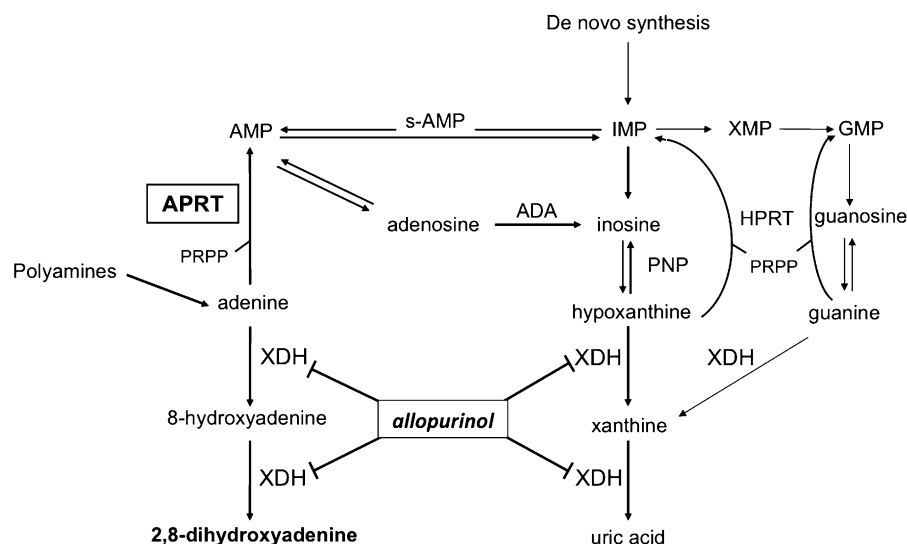 De novo synthesis
AMP
s-AMP
IMP
XMP
GMP
APRT
adenosine
ADA
inosine
HPRT
guanosine
PRPP
PNP
PRPP
Polyamines
adenine
hypoxanthine
guanine
XDH
XDH
XDH
8-hydroxyadenine
allopurinol
xanthine
XDH
XDH
2,8-dihydroxyadenine
uric acid